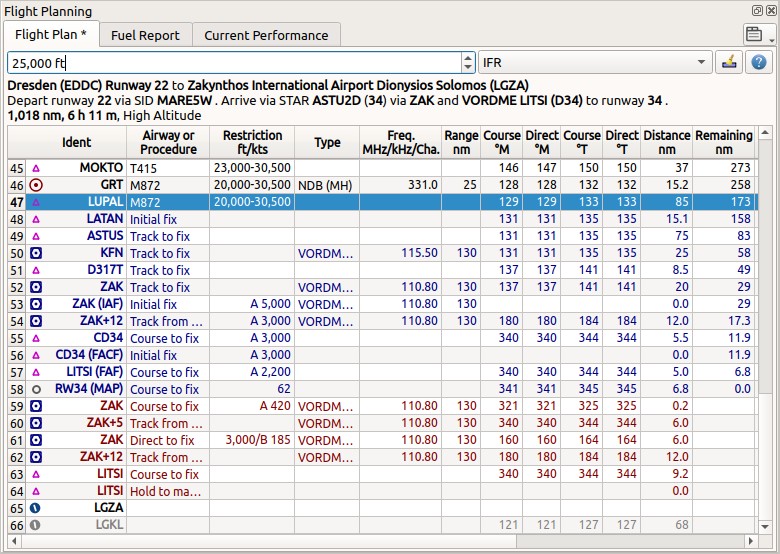 Flight Planning
Flight Plan * Fuel Report Current Performance
25,000 ft IFR
Dresden (EDDC) Runway 22 to Zakynthos International Airport Dionysios Solomos (LGZA)
Depart runway 22 via SID MARE5W . Arrive via STAR ASTU2D (34) via ZAK and VORDME LITSI (D34) to runway 34 .
1,018 nm, 6 h 11 m, High Altitude
Ident Airway or Procedure Restriction ft/kts Type Freq. MHz/kHz/Cha. Range nm Course °M Direct °M Course °T Direct °T Distance nm Remaining nm
45 MOKTO T415 23,000-30,500 146 147 150 150 37 273
46 GRT M872 20,000-30,500 NDB (MH) 331.0 25 128 128 132 132 15.2 258
47 LUPAL M872 20,000-30,500 129 129 133 133 85 173
48 LATAN Initial fix 131 131 135 135 15.1 158
49 ASTUS Track to fix 131 131 135 135 75 83
50 KFN Track to fix VORDM... 115.50 130 131 131 135 135 25 58
51 D317T Track to fix 137 137 141 141 8.5 49
52 ZAK Track to fix VORDM... 110.80 130 137 137 141 141 20 29
53 ZAK (IAF) Initial fix A 5,000 VORDM... 110.80 130 0.0 29
54 ZAK+12 Track from ... A 3,000 VORDM... 110.80 130 180 180 184 184 12.0 17.3
55 CD34 Course to fix A 3,000 340 340 344 344 5.5 11.9
56 CD34 (FACF) Initial fix A 3,000 0.0 11.9
57 LITSI (FAF) Course to fix A 2,200 340 340 344 344 5.0 6.8
58 RW34 (MAP) Course to fix 62 341 341 345 345 6.8 0.0
59 ZAK Course to fix A 420 VORDM... 110.80 130 321 321 325 325 0.2
60 ZAK+5 Track from ... VORDM... 110.80 130 340 340 344 344 6.0
61 ZAK Direct to fix 3,000/B 185 VORDM... 110.80 130 160 160 164 164 6.0
62 ZAK+12 Track from ... VORDM... 110.80 130 180 180 184 184 12.0
63 LITSI Course to fix 340 340 344 344 9.2
64 LITSI Hold to ma... 0.0
65 LGZA
66 LGKL 121 121 127 127 68